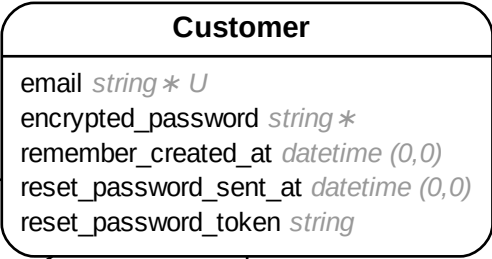 Customer
email string∗ U
encrypted_password string∗
remember_created_at datetime (0,0)
reset_password_sent_at datetime (0,0)
reset_password_token string